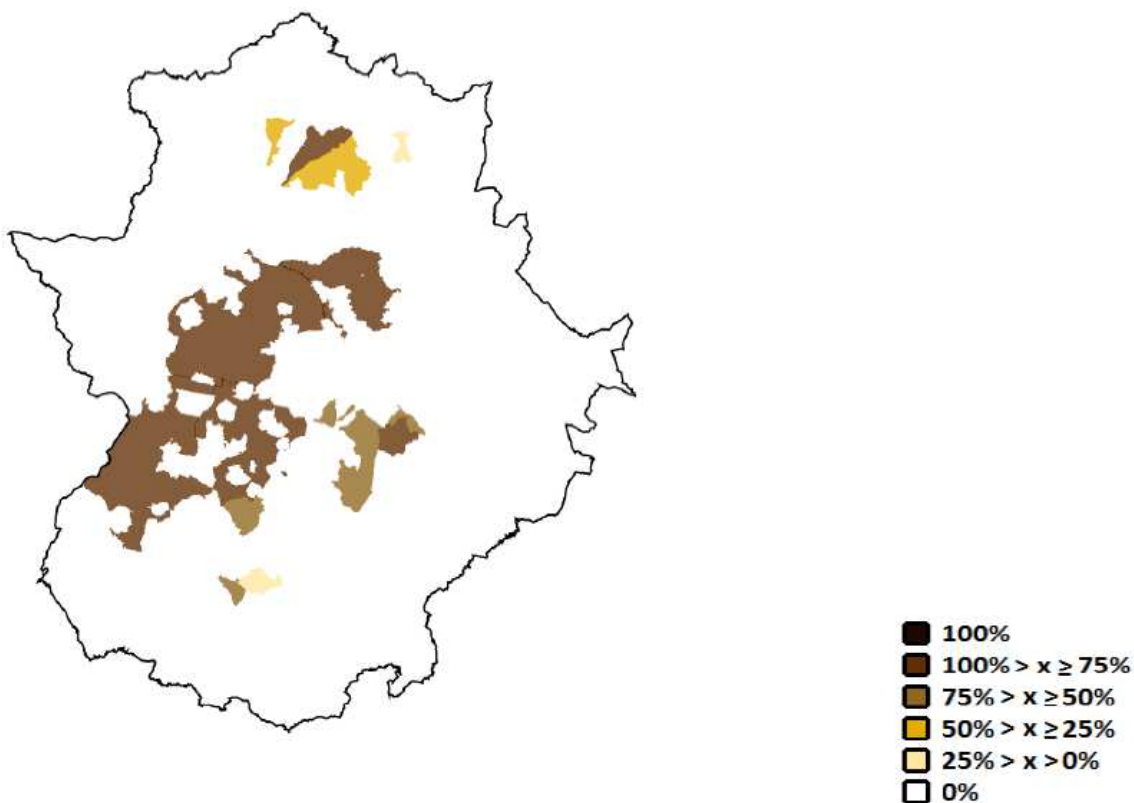 100%
100% > x ≥ 75%
75% > x ≥ 50%
50% > x ≥ 25%
25% > x > 0%
0%